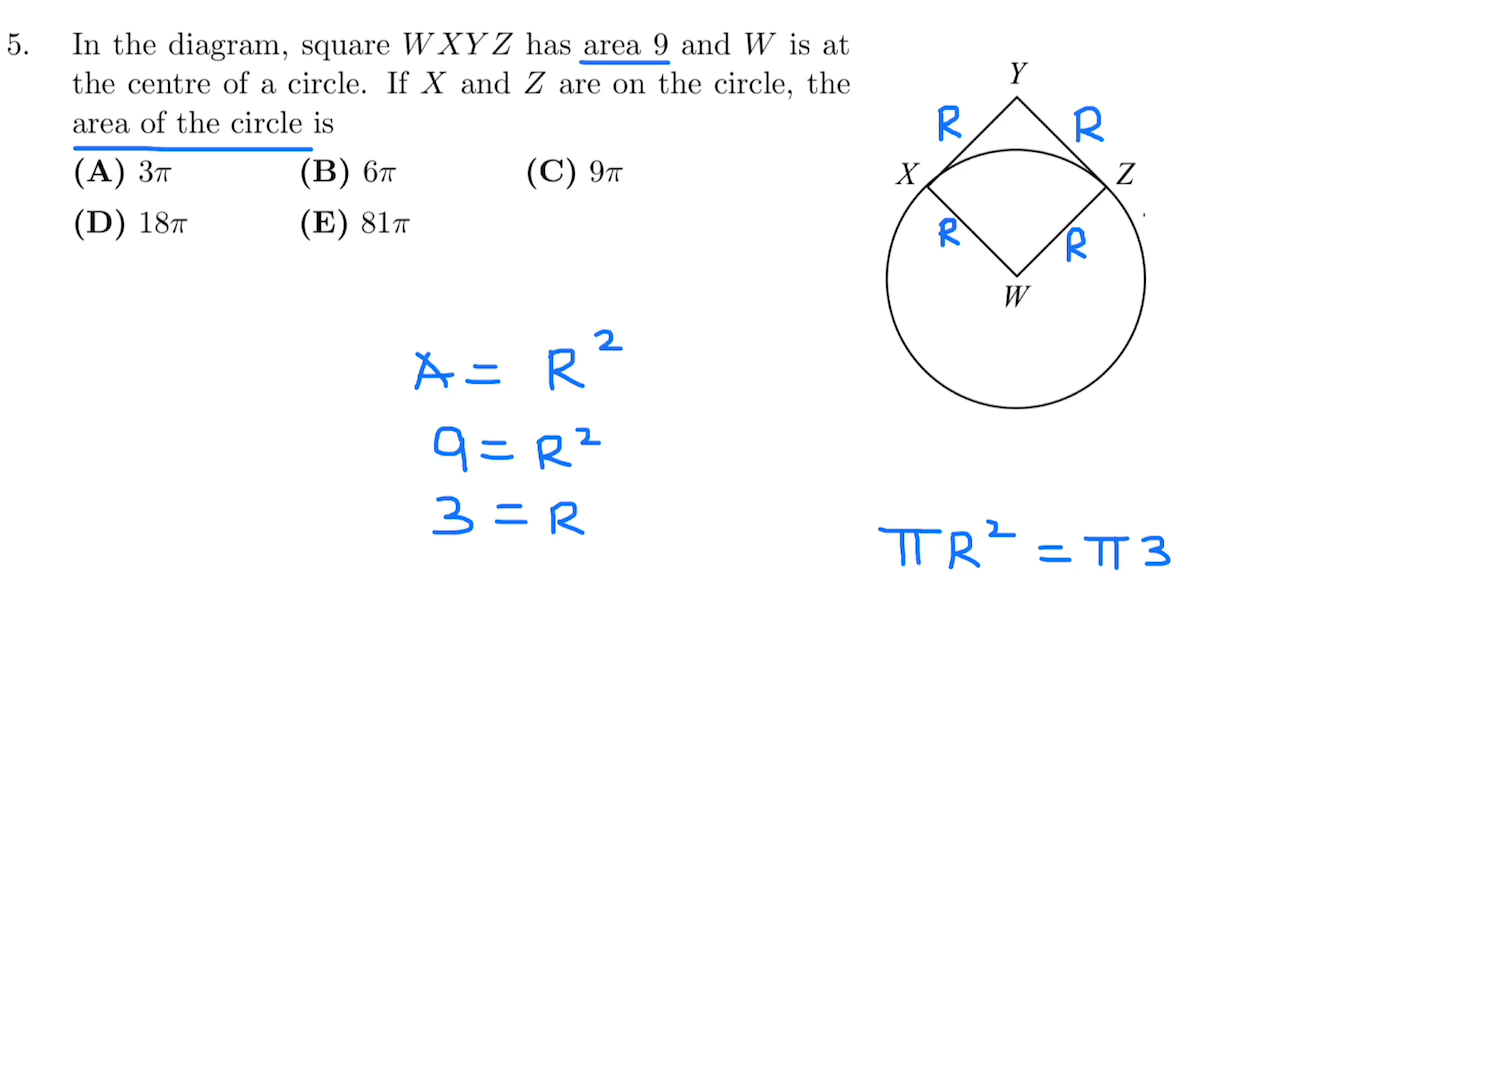 5. In the diagram, square WXYZ has area 9 and W is at
the centre of a circle. If X and Z are on the circle, the
area of the circle is
(A) 3π (B) 6π (C) 9π
(D) 18π (E) 81π
Y
R R
X Z
R R
W
A = R²
9 = R²
3 = R
πR² = π3